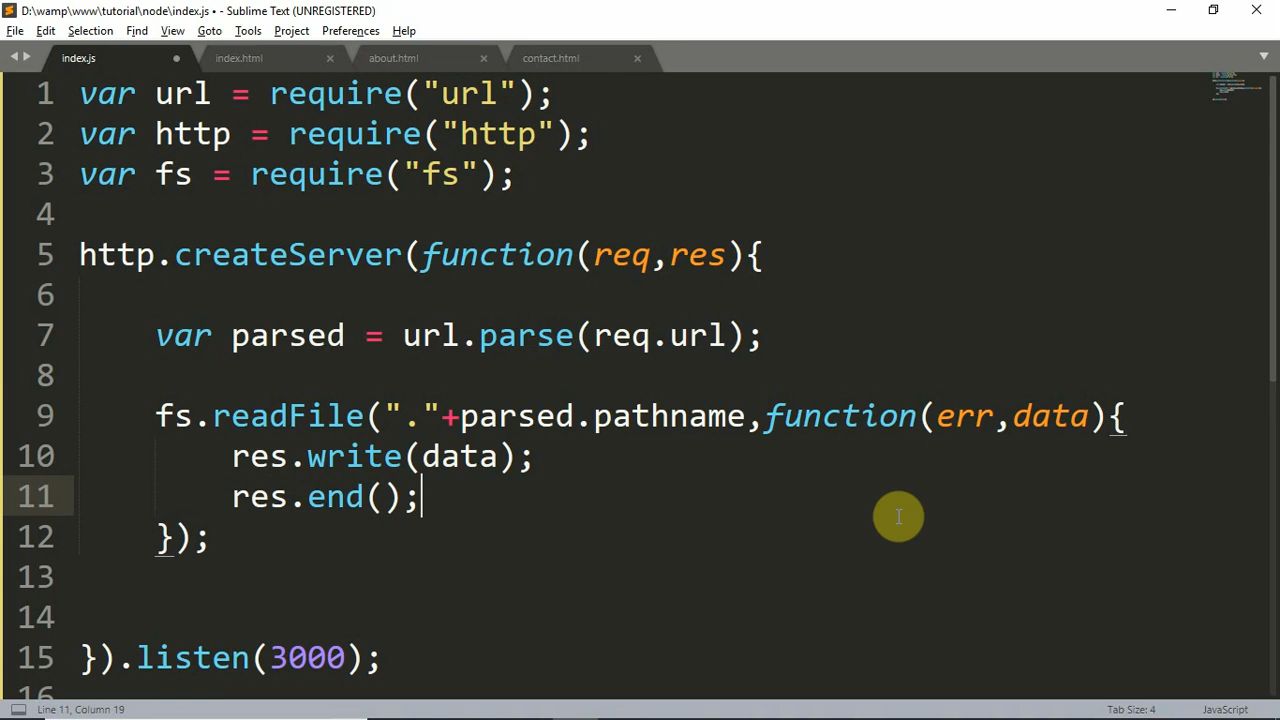 D:\wamp\www\tutorial\node\index.js • - Sublime Text (UNREGISTERED)
File Edit Selection Find View Goto Tools Project Preferences Help
index.js index.html about.html contact.html
1 var url = require("url");
2 var http = require("http");
3 var fs = require("fs");
4
5 http.createServer(function(req,res){
6
7 var parsed = url.parse(req.url);
8
9 fs.readFile("."+parsed.pathname,function(err,data){
10 res.write(data);
11 res.end();
12 });
13
14
15 }).listen(3000);
16
Line 11, Column 19 Tab Size: 4 JavaScript